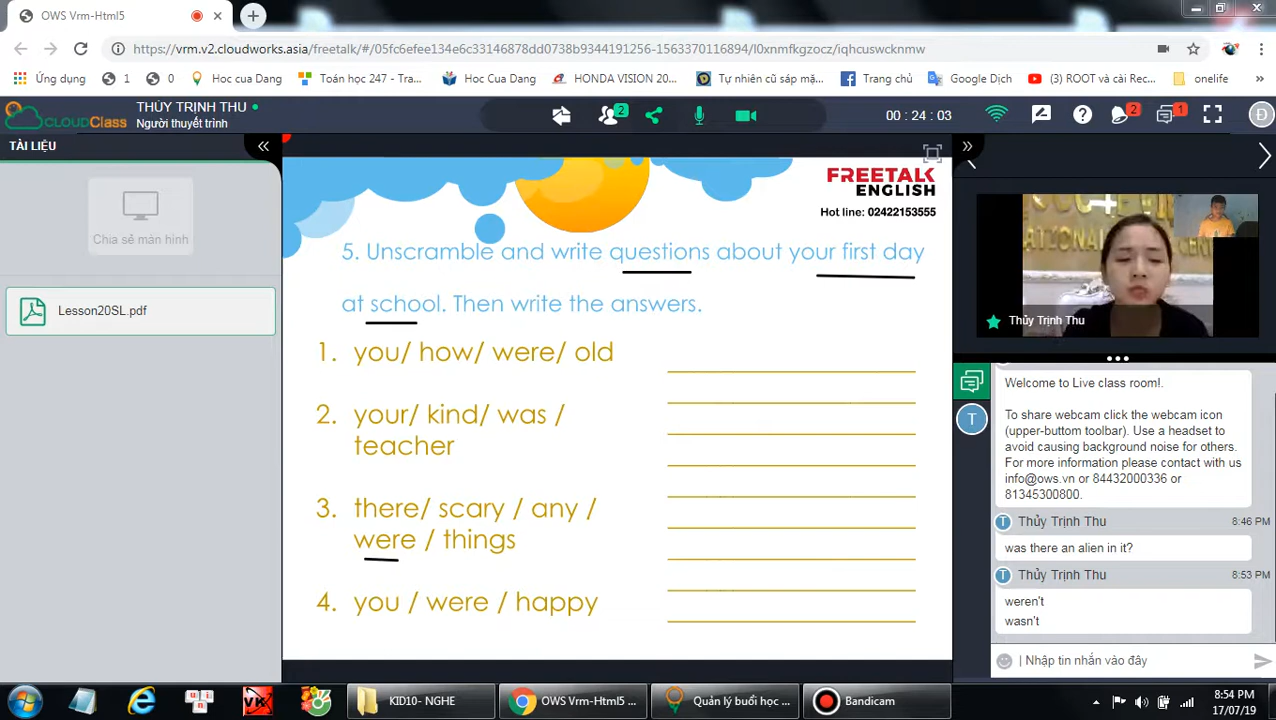 OWS Vrm-Html5
https://vrm.v2.cloudworks.asia/freetalk/#/05fc6efee134e6c33146878dd0738b9344191256-1563370116894/l0xnmfkgzocz/iqhcuswcknmw
Ứng dụng 1 0 Hoc cua Dang Toán học 247 - Tra... Học Cua Dang HONDA VISION 20... Tự nhiên cũ sáp mặ... Trang chủ Google Dịch (3) ROOT và cài Rec... onelife »
CLOUDCLASS
THỦY TRỊNH THU
Người thuyết trình
2
00 : 24 : 03
2
1
Đ
TÀI LIỆU
Chia sẻ màn hình
Lesson20SL.pdf
FREETALK
ENGLISH
Hot line: 02422153555
5. Unscramble and write questions about your first day
at school. Then write the answers.
1. you/ how/ were/ old
2. your/ kind/ was /
teacher
3. there/ scary / any /
were / things
4. you / were / happy
Thủy Trịnh Thu
Welcome to Live class room!.
To share webcam click the webcam icon
(upper-buttom toolbar). Use a headset to
avoid causing background noise for others.
For more information please contact with us
info@ows.vn or 84432000336 or
81345300800.
T
T Thủy Trịnh Thu 8:46 PM
was there an alien in it?
T Thủy Trịnh Thu 8:53 PM
weren't
wasn't
Nhập tin nhắn vào đây
KID10- NGHE
OWS Vrm-Html5 ...
Quản lý buổi học ...
Bandicam
8:54 PM
17/07/19